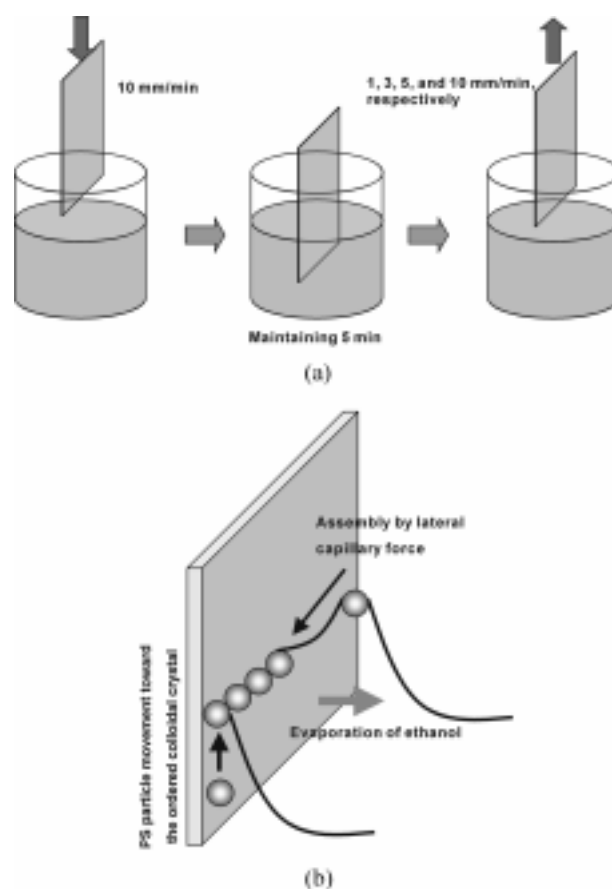 10 mm/min
1, 3, 5, and 10 mm/min,
respectively
Maintaining 5 min
(a)
Assembly by lateral
capillary force
PS particle movement toward
the ordered colloidal crystal
Evaporation of ethanol
(b)